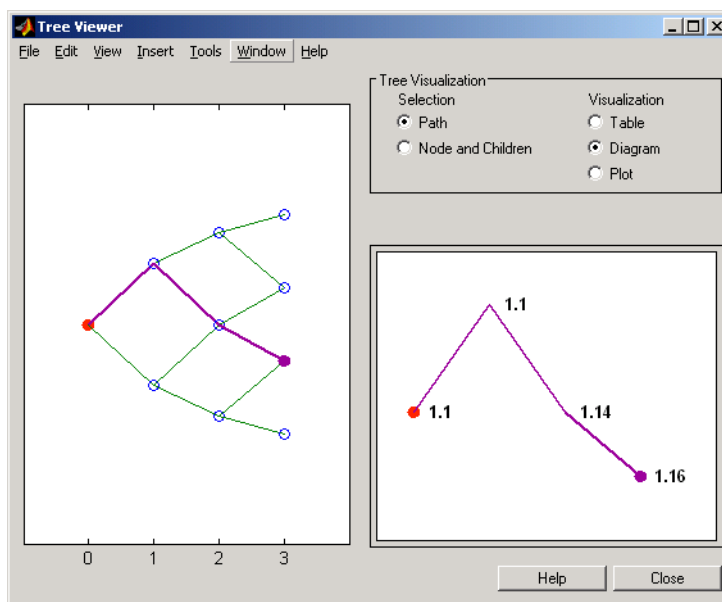 Tree Viewer
File Edit View Insert Tools Window Help
Tree Visualization
Selection
Path
Node and Children
Visualization
Table
Diagram
Plot
0 1 2 3
1.1
1.1
1.14
1.16
Help
Close